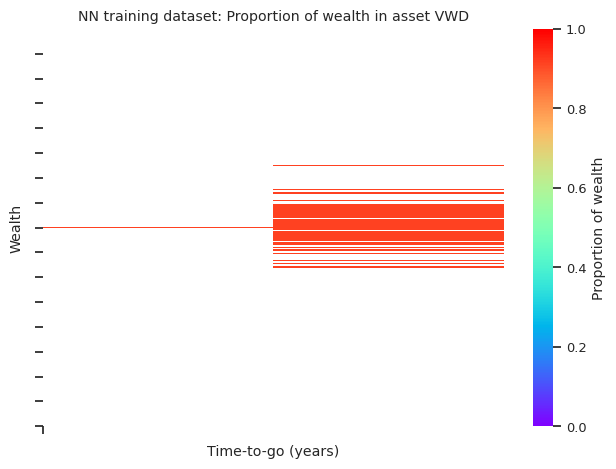 NN training dataset: Proportion of wealth in asset VWD
Wealth
Time-to-go (years)
1.0
0.8
0.6
0.4
0.2
0.0
Proportion of wealth